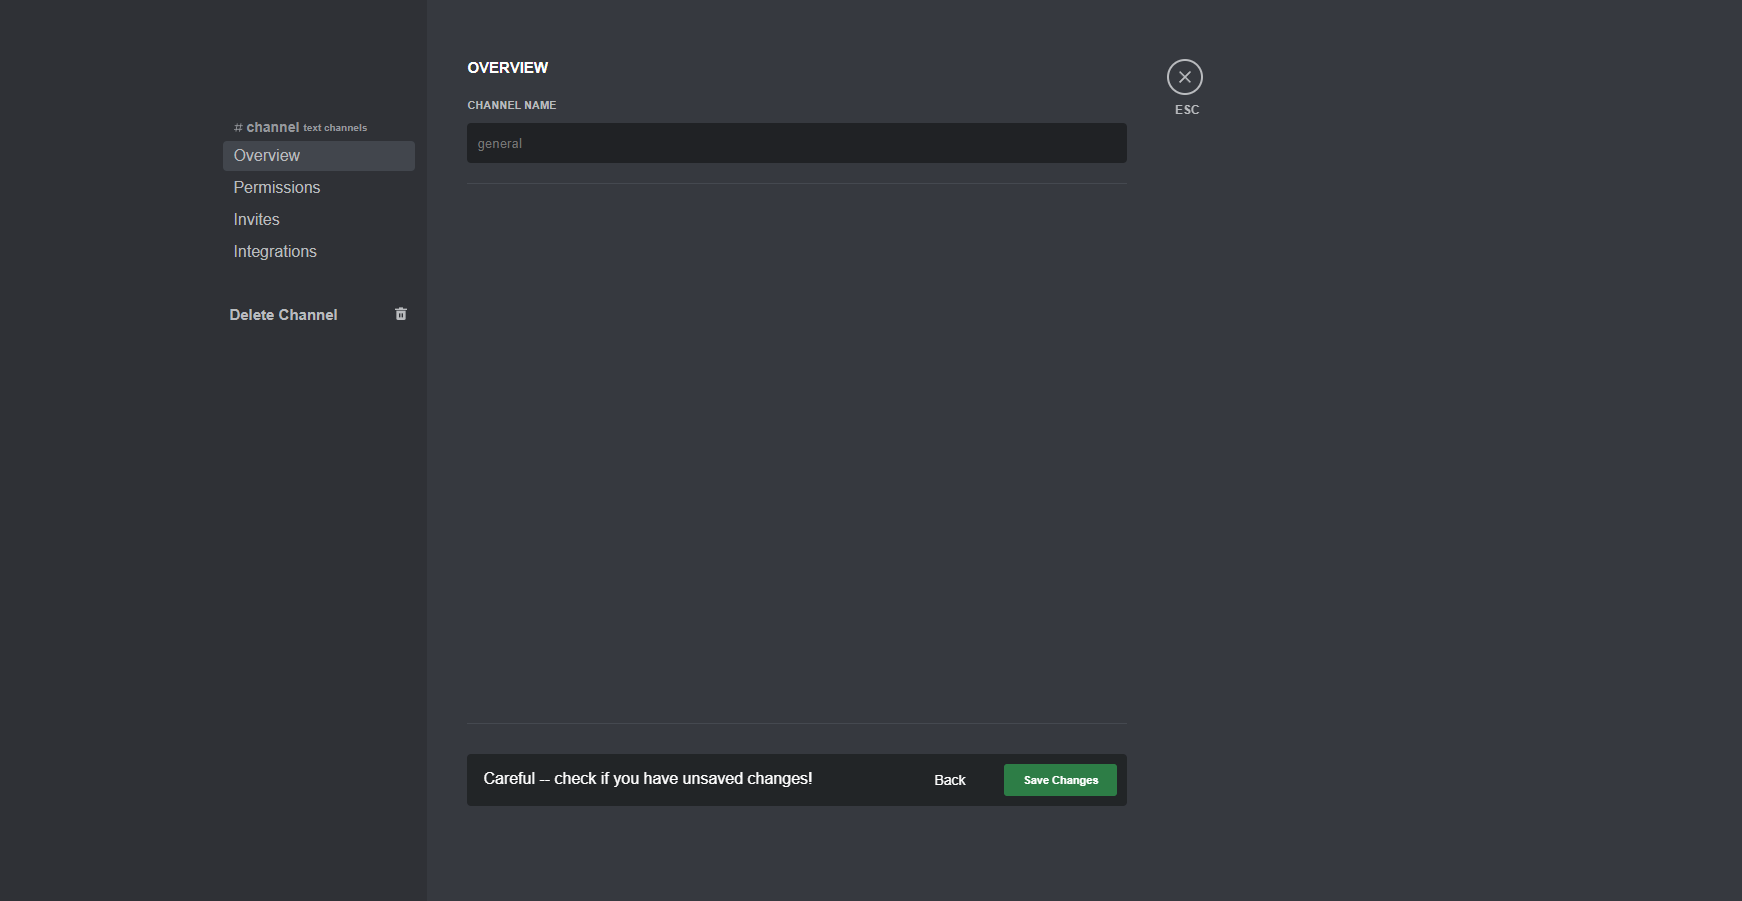 # channel text channels
Overview
Permissions
Invites
Integrations
Delete Channel
OVERVIEW
CHANNEL NAME
general
ESC
Careful -- check if you have unsaved changes!
Back
Save Changes